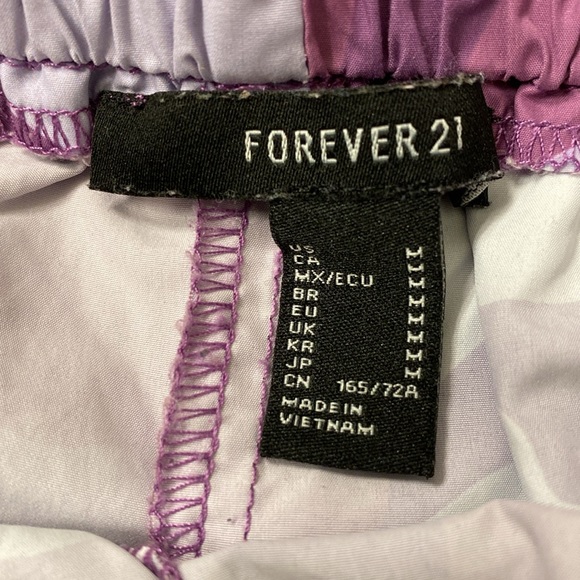 FOREVER 21
US M
CA M
MX/ECU M
BR M
EU M
UK M
KR M
JP M
CN 165/72A
MADE IN
VIETNAM